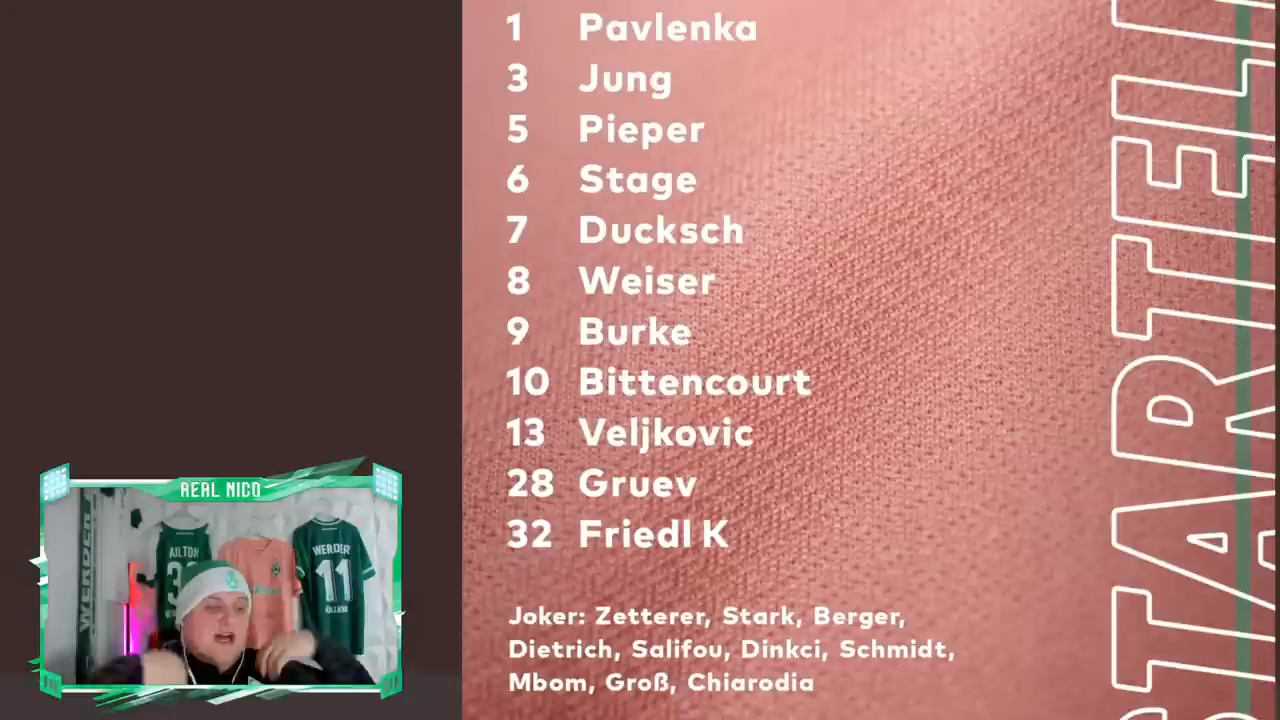 1 Pavlenka
3 Jung
5 Pieper
6 Stage
7 Ducksch
8 Weiser
9 Burke
10 Bittencourt
13 Veljkovic
28 Gruev
32 Friedl K
Joker: Zetterer, Stark, Berger,
Dietrich, Salifou, Dinkci, Schmidt,
Mbom, Groß, Chiarodia
STARTEL
REAL NICO
WERDER
AILTON
WERDER
11